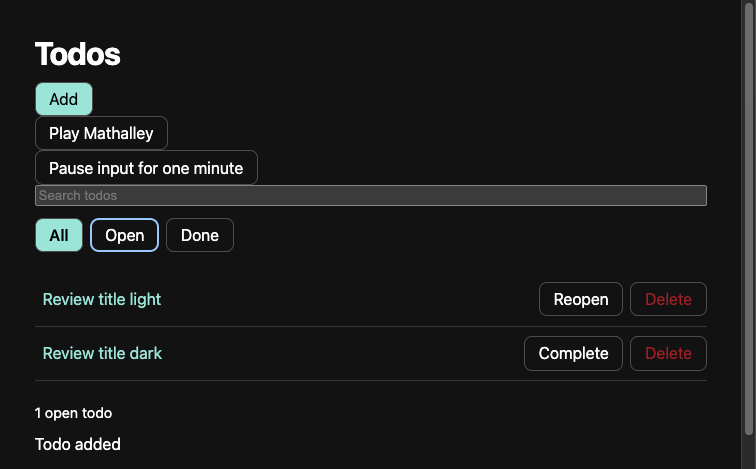 Todos
Add
Play Mathalley
Pause input for one minute
Search todos
All Open Done
Review title light Reopen Delete
Review title dark Complete Delete
1 open todo
Todo added